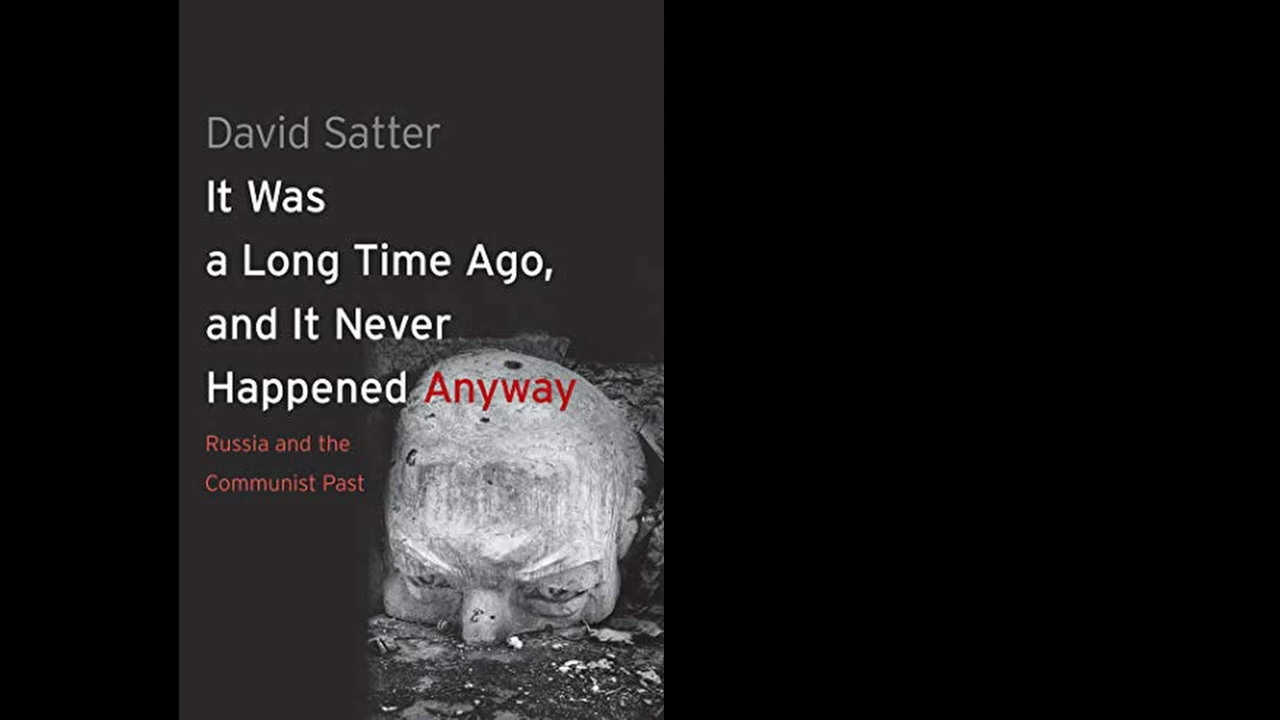 David Satter
It Was
a Long Time Ago,
and It Never
Happened Anyway
Russia and the
Communist Past